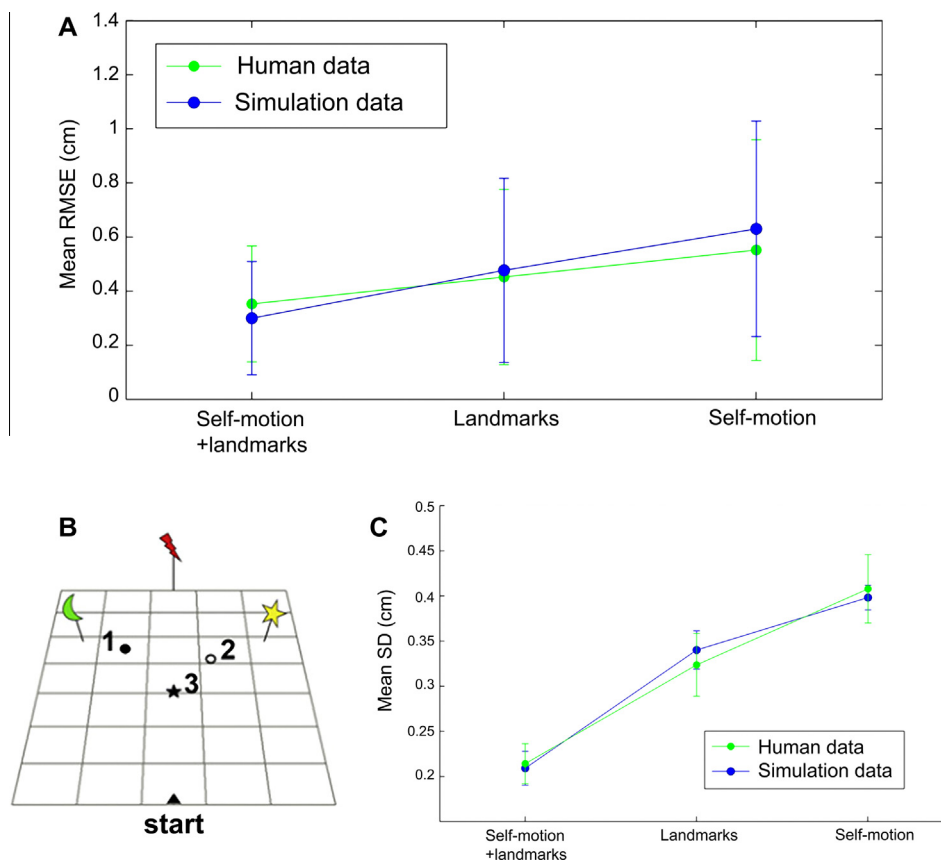 A
1.4
1.2
1
0.8
0.6
0.4
0.2
0
Mean RMSE (cm)
Human data
Simulation data
Self-motion
+landmarks
Landmarks
Self-motion
B
1
2
3
start
C
0.5
0.45
0.4
0.35
0.3
0.25
0.2
Mean SD (cm)
Human data
Simulation data
Self-motion
+landmarks
Landmarks
Self-motion